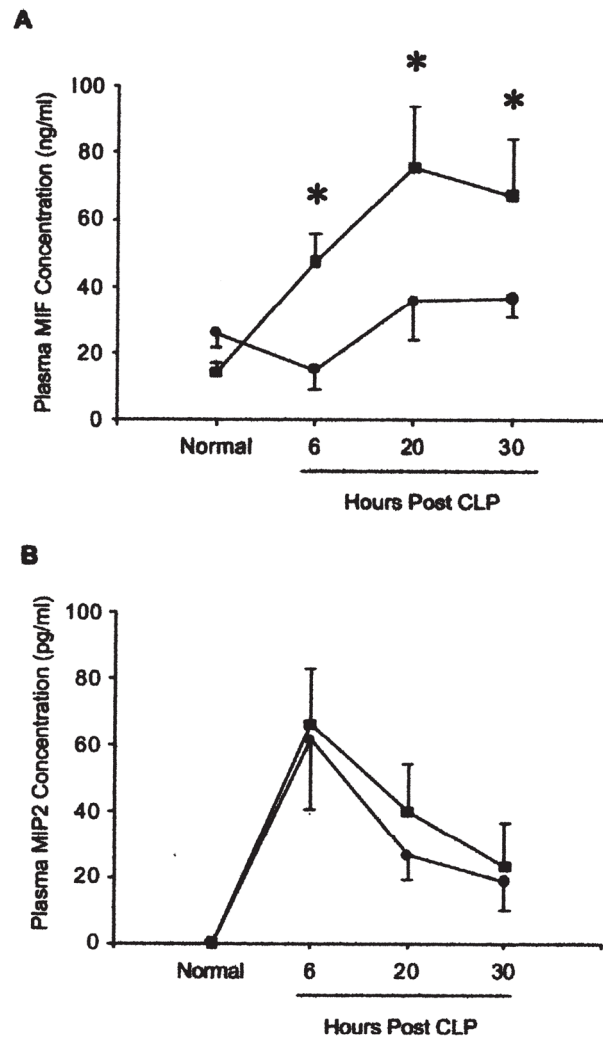 A
Plasma MIF Concentration (ng/ml)
100
80
60
40
20
0
*
*
*
Normal 6 20 30
Hours Post CLP
B
Plasma MIP2 Concentration (pg/ml)
100
80
60
40
20
0
Normal 6 20 30
Hours Post CLP